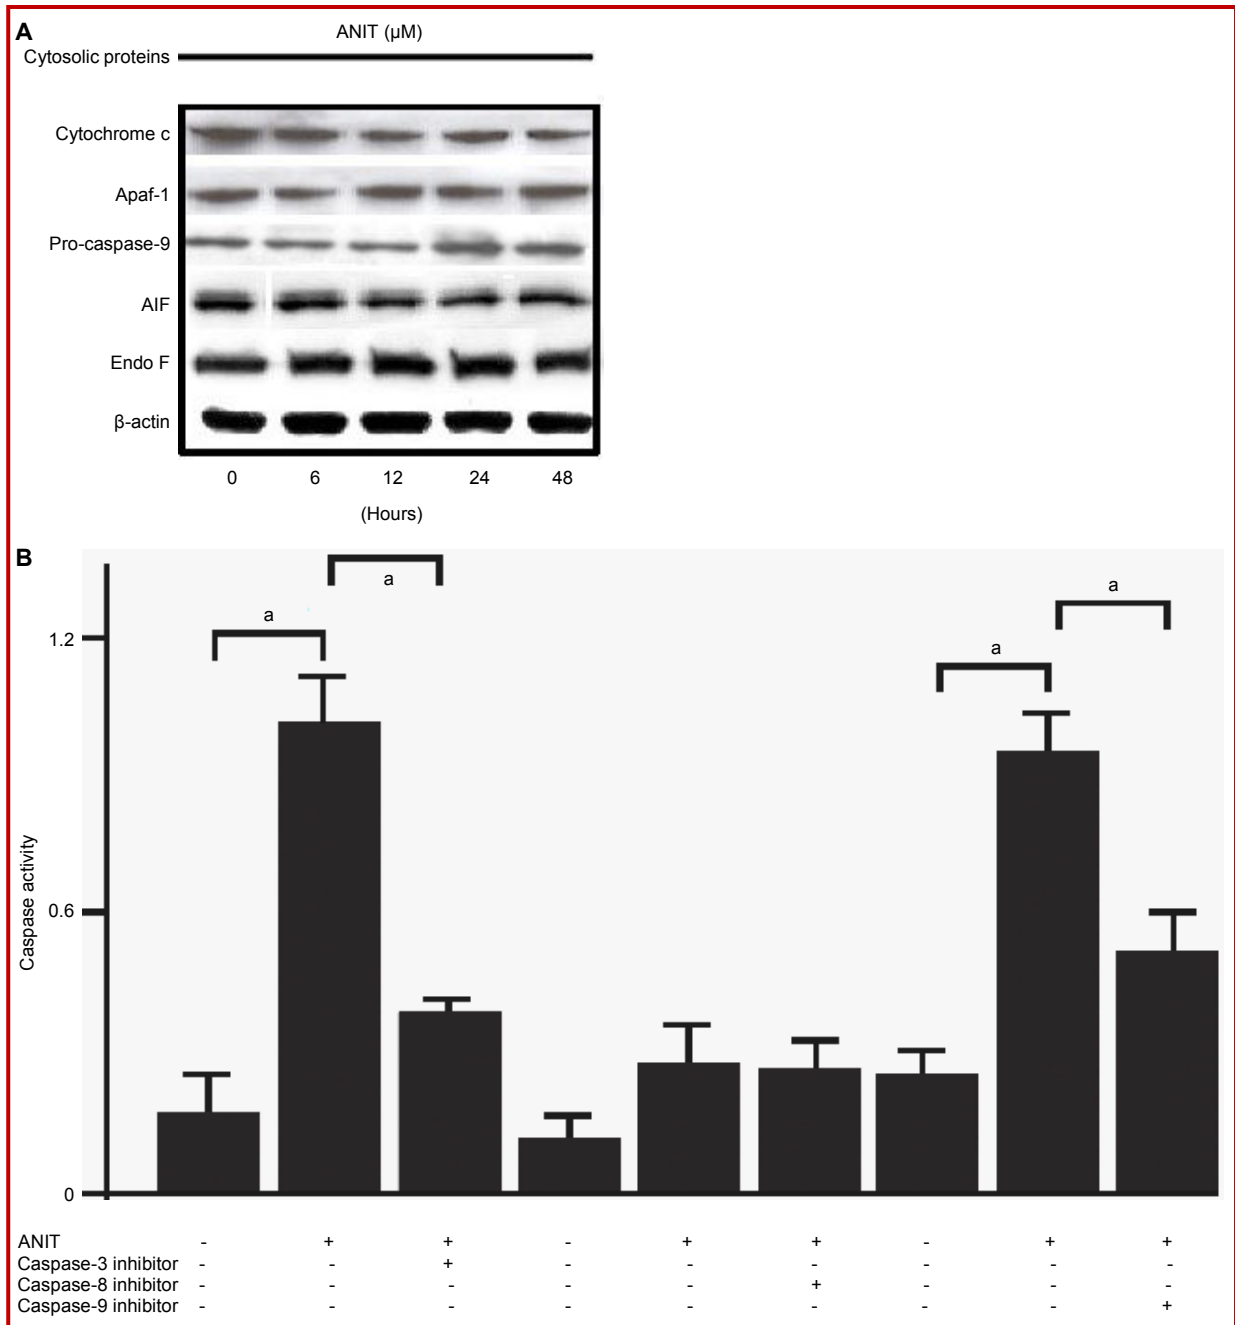 A
ANIT (μM)
Cytosolic proteins
Cytochrome c
Apaf-1
Pro-caspase-9
AIF
Endo F
β-actin
0 6 12 24 48
(Hours)
B
a a a a
1.2
0.6
0
Caspase activity
ANIT - + + - + + - + +
Caspase-3 inhibitor - - + - - - - - -
Caspase-8 inhibitor - - - - - + - - -
Caspase-9 inhibitor - - - - - - - - +